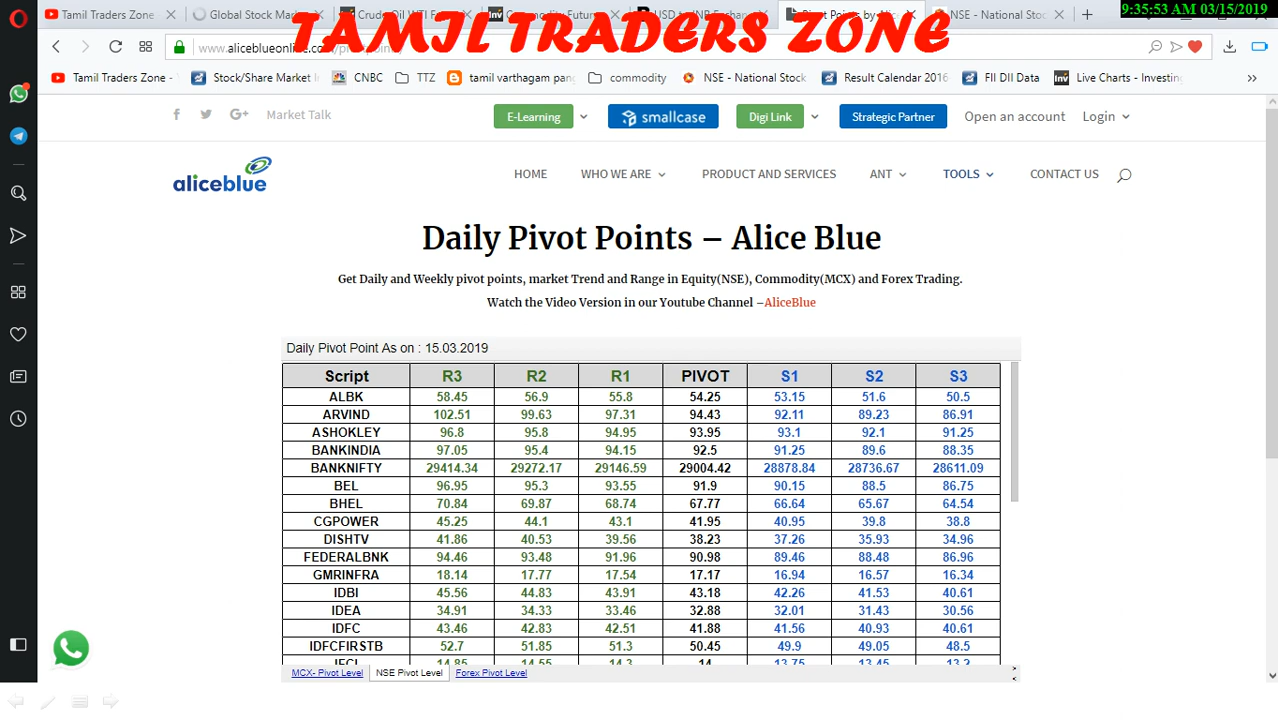 9:35:53 AM 03/15/2019
TAMIL TRADERS ZONE
Tamil Traders Zone
Global Stock Mar
NSE - National Stock
Tamil Traders Zone -
Stock/Share Market
CNBC
TTZ
tamil varthagam pan
commodity
NSE - National Stock
Result Calendar 2016
FII DII Data
Live Charts - Investing
Market Talk
E-Learning
smallcase
Digi Link
Strategic Partner
Open an account
Login
aliceblue
HOME
WHO WE ARE
PRODUCT AND SERVICES
ANT
TOOLS
CONTACT US
Daily Pivot Points – Alice Blue
Get Daily and Weekly pivot points, market Trend and Range in Equity(NSE), Commodity(MCX) and Forex Trading.
Watch the Video Version in our Youtube Channel –AliceBlue
Daily Pivot Point As on : 15.03.2019
Script R3 R2 R1 PIVOT S1 S2 S3
ALBK 58.45 56.9 55.8 54.25 53.15 51.6 50.5
ARVIND 102.51 99.63 97.31 94.43 92.11 89.23 86.91
ASHOKLEY 96.8 95.8 94.95 93.95 93.1 92.1 91.25
BANKINDIA 97.05 95.4 94.15 92.5 91.25 89.6 88.35
BANKNIFTY 29414.34 29272.17 29146.59 29004.42 28878.84 28736.67 28611.09
BEL 96.95 95.3 93.55 91.9 90.15 88.5 86.75
BHEL 70.84 69.87 68.74 67.77 66.64 65.67 64.54
CGPOWER 45.25 44.1 43.1 41.95 40.95 39.8 38.8
DISHTV 41.86 40.53 39.56 38.23 37.26 35.93 34.96
FEDERALBNK 94.46 93.48 91.96 90.98 89.46 88.48 86.96
GMRINFRA 18.14 17.77 17.54 17.17 16.94 16.57 16.34
IDBI 45.56 44.83 43.91 43.18 42.26 41.53 40.61
IDEA 34.91 34.33 33.46 32.88 32.01 31.43 30.56
IDFC 43.46 42.83 42.51 41.88 41.56 40.93 40.61
IDFCFIRSTB 52.7 51.85 51.3 50.45 49.9 49.05 48.5
IFCI 14.85 14.55 14.3 14 13.75 13.45 13.2
MCX- Pivot Level
NSE Pivot Level
Forex Pivot Level